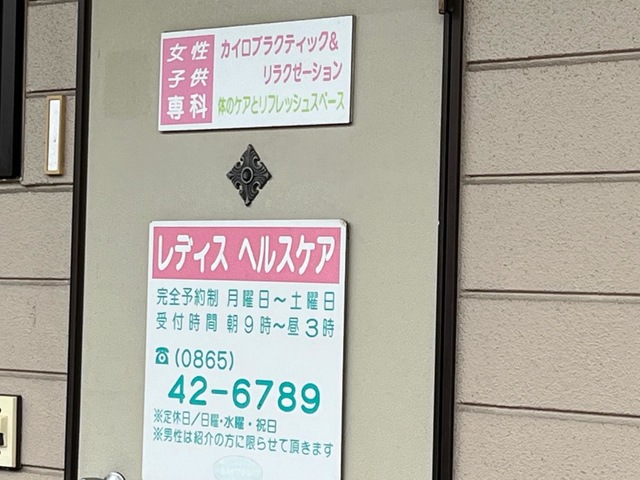 女性
子供
専科
カイロプラクティック&
リラクゼーション
体のケアとリフレッシュスペース
レディス ヘルスケア
完全予約制 月曜日～土曜日
受付時間 朝9時～昼3時
☎(0865)
42-6789
※定休日/日曜・水曜・祝日
※男性は紹介の方に限らせて頂きます